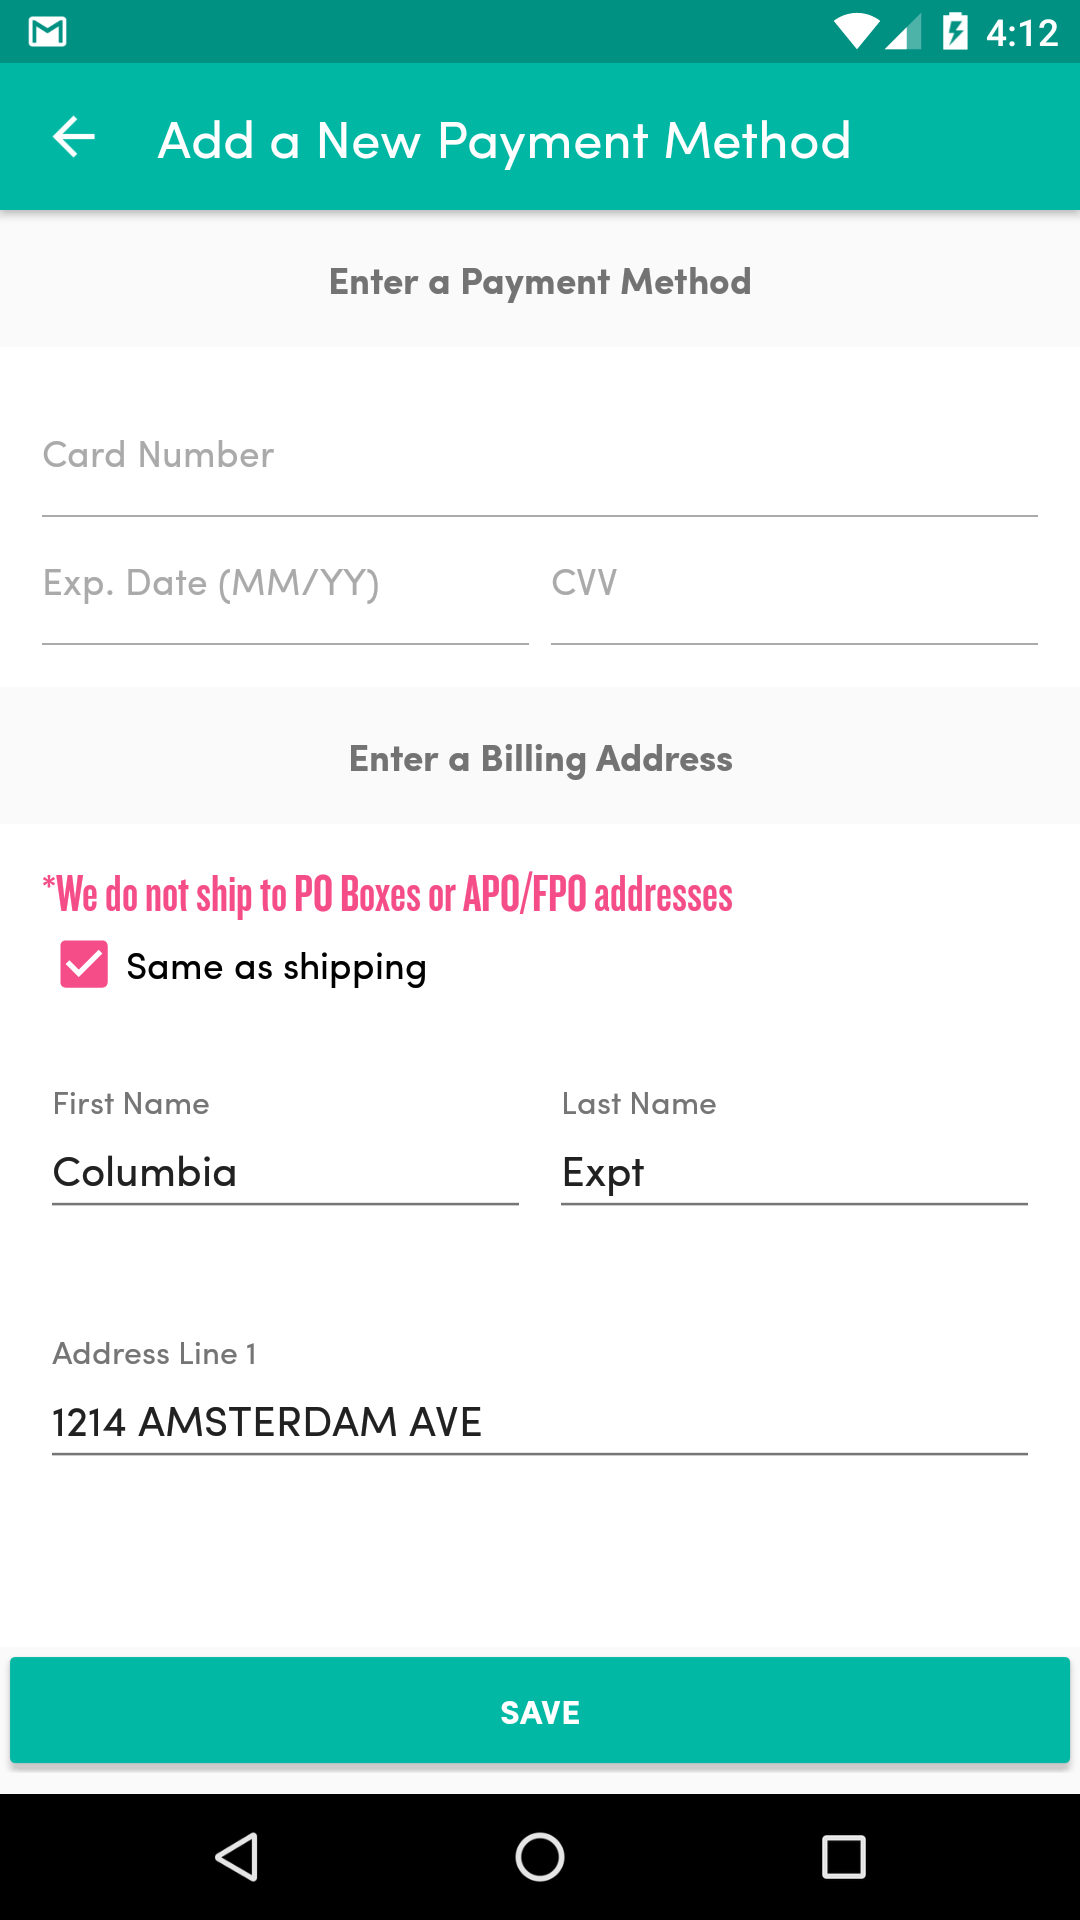 4:12
Add a New Payment Method
Enter a Payment Method
Card Number
Exp. Date (MM/YY) CVV
Enter a Billing Address
*We do not ship to PO Boxes or APO/FPO addresses
Same as shipping
First Name Last Name
Columbia Expt
Address Line 1
1214 AMSTERDAM AVE
SAVE